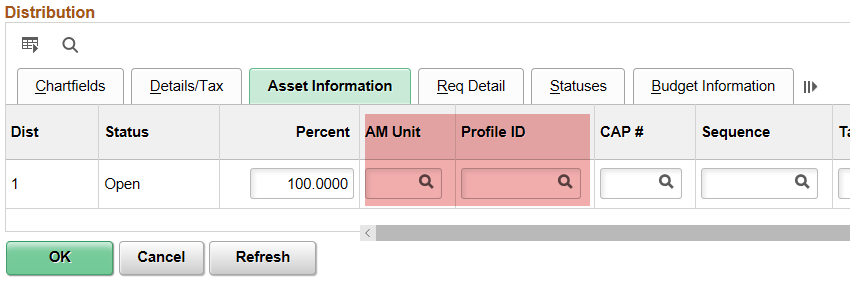 Distribution
Chartfields Details/Tax Asset Information Req Detail Statuses Budget Information
Dist Status Percent AM Unit Profile ID CAP # Sequence Ta
1 Open 100.0000
OK Cancel Refresh